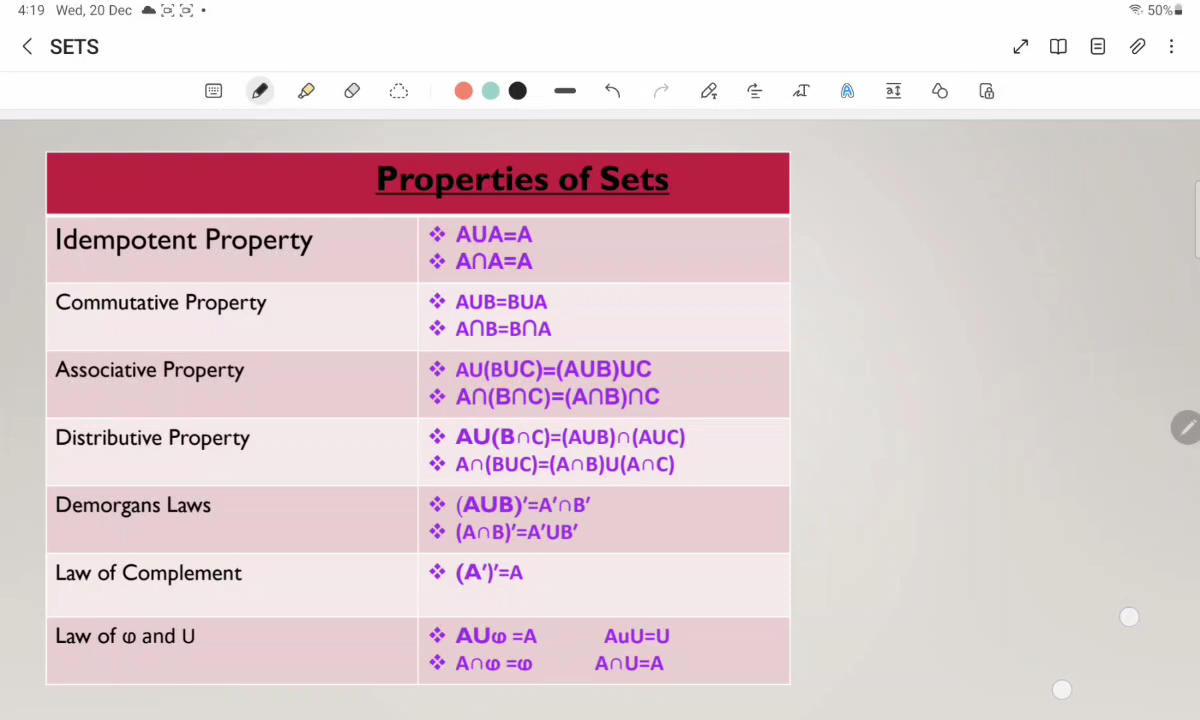 4:19 Wed, 20 Dec
50%
SETS
Properties of Sets
Idempotent Property
❖ AUA=A
❖ A∩A=A
Commutative Property
❖ AUB=BUA
❖ A∩B=B∩A
Associative Property
❖ AU(BUC)=(AUB)UC
❖ A∩(B∩C)=(A∩B)∩C
Distributive Property
❖ AU(B∩C)=(AUB)∩(AUC)
❖ A∩(BUC)=(A∩B)U(A∩C)
Demorgans Laws
❖ (AUB)′=A′∩B′
❖ (A∩B)′=A′UB′
Law of Complement
❖ (A′)′=A
Law of φ and U
❖ AUφ =A AuU=U
❖ A∩φ =φ A∩U=A